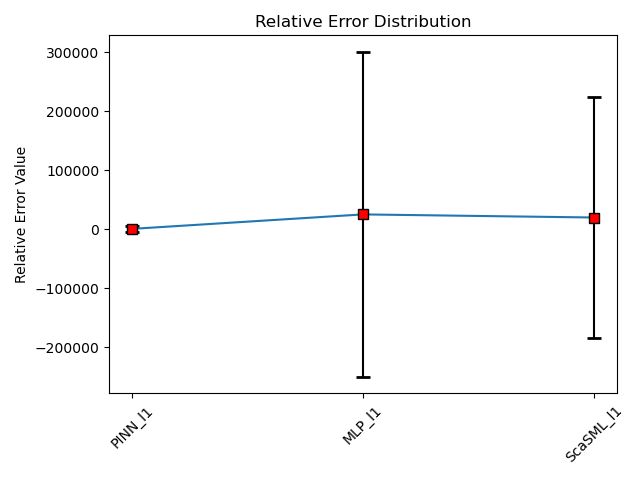 Relative Error Distribution
Relative Error Value
300000
200000
100000
0
−100000
−200000
PINN_l1
MLP_l1
ScaSML_l1